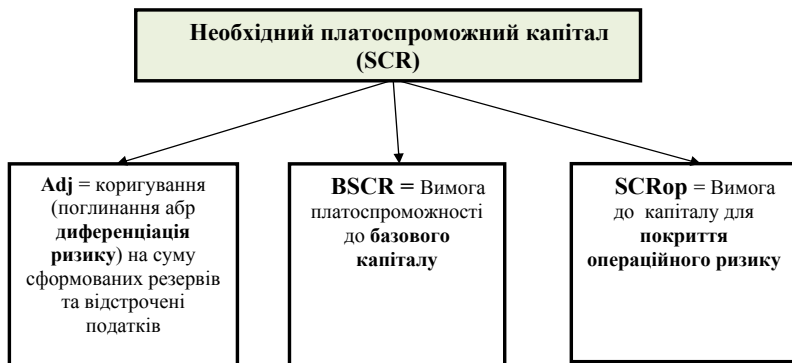 Необхідний платоспроможний капітал
(SCR)
Adj = коригування
(поглинання абр
диференціація
ризику) на суму
сформованих резервів
та відстрочені
податків
BSCR = Вимога
платоспроможності
до базового
капіталу
SCRop = Вимога
до капіталу для
покриття
операційного ризику